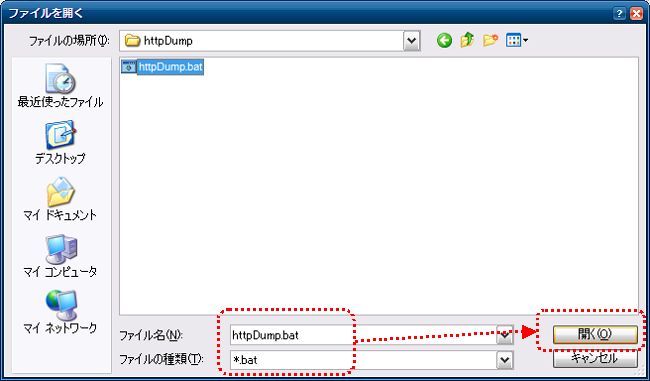 ファイルを開く
ファイルの場所(I):
httpDump
httpDump.bat
最近使ったファイル
デスクトップ
マイ ドキュメント
マイ コンピュータ
マイ ネットワーク
ファイル名(N):
httpDump.bat
開く(O)
ファイルの種類(T):
*.bat
キャンセル